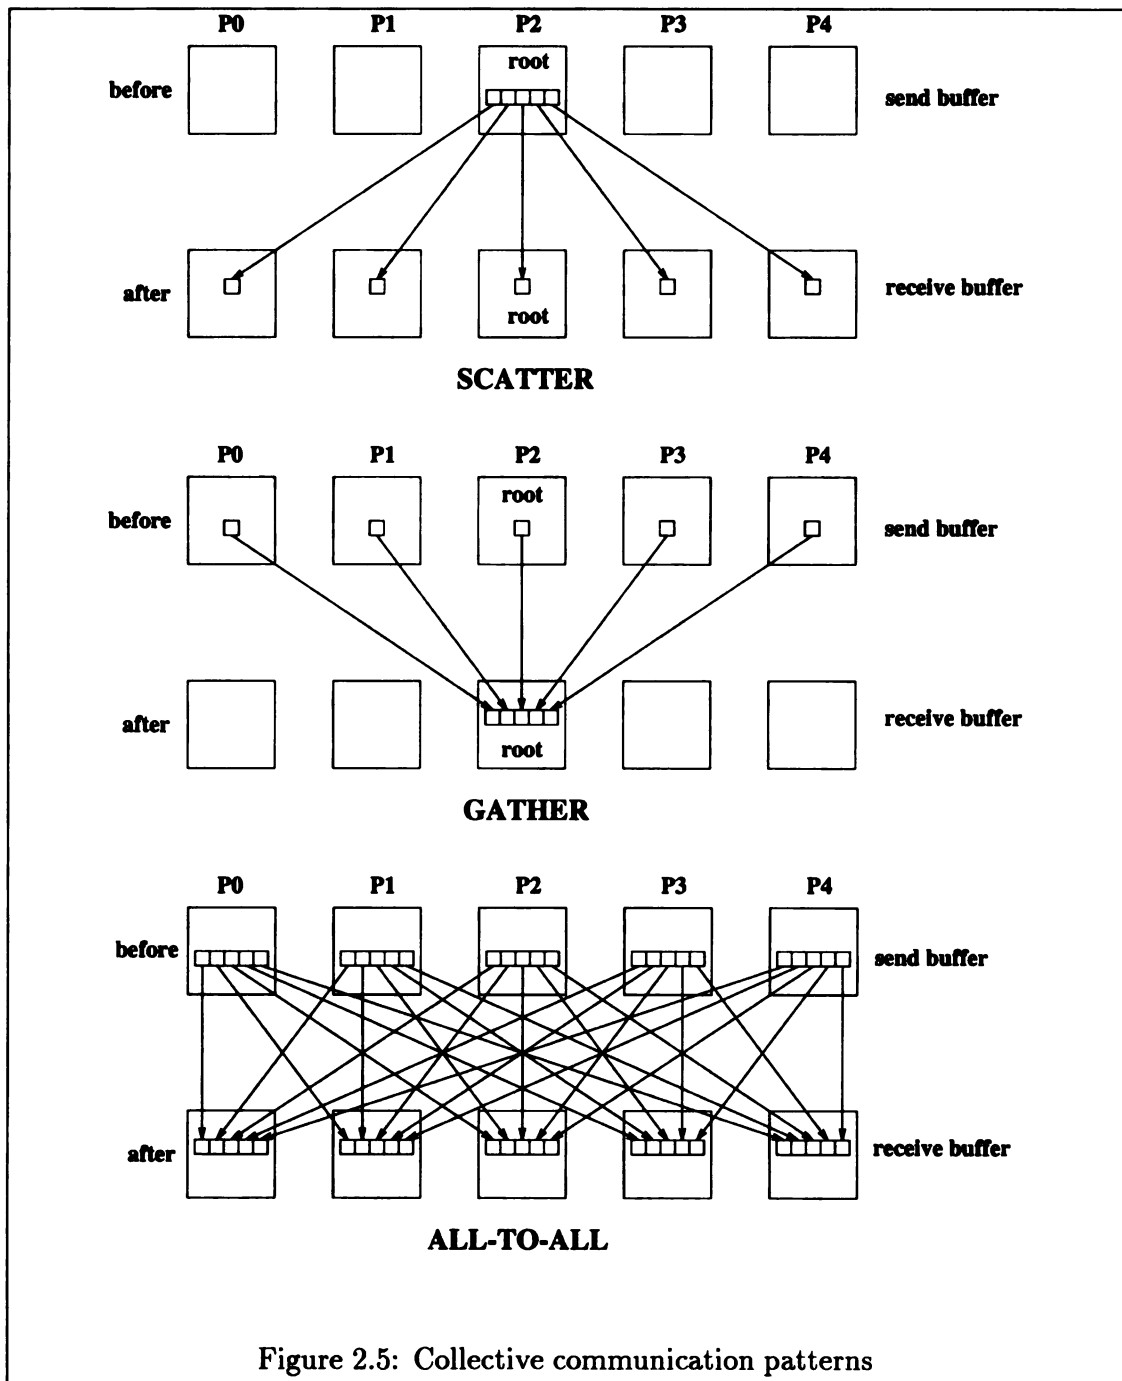 P0 P1 P2 P3 P4
root
before
send buffer
after
receive buffer
root
SCATTER
P0 P1 P2 P3 P4
root
before
send buffer
after
receive buffer
root
GATHER
P0 P1 P2 P3 P4
before
send buffer
after
receive buffer
ALL-TO-ALL
Figure 2.5: Collective communication patterns